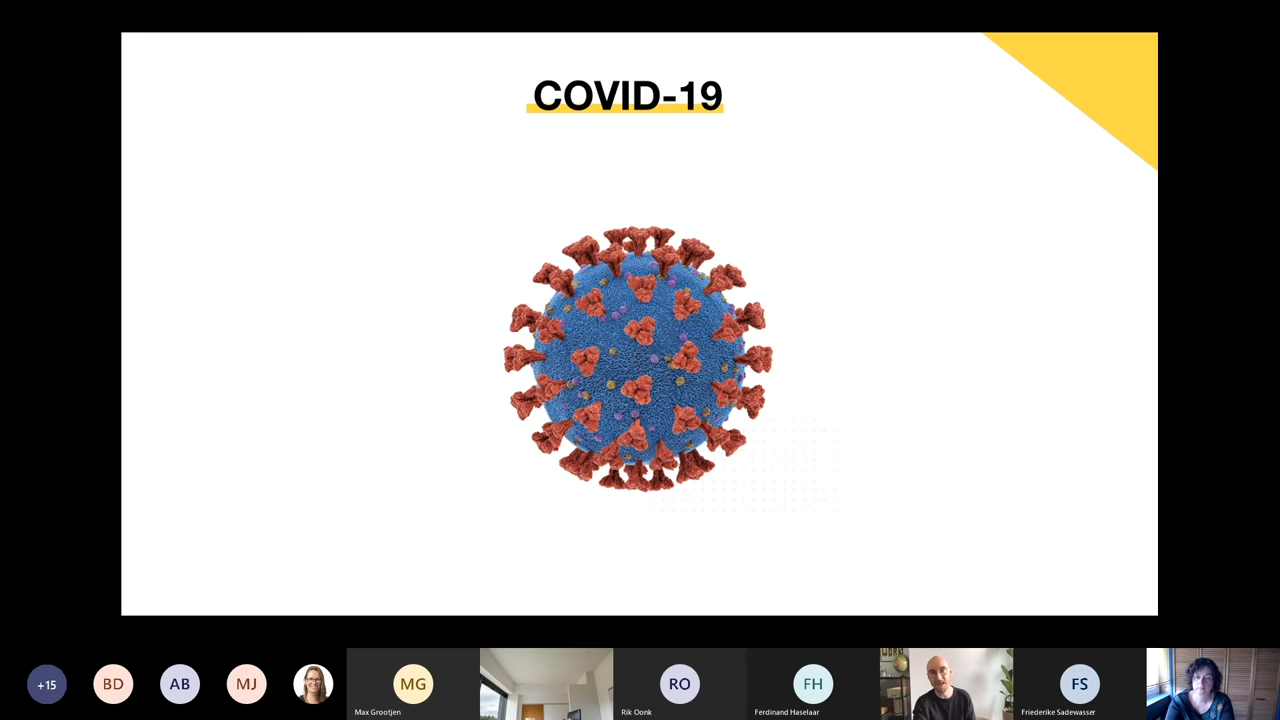 COVID-19
+15
BD
AB
MJ
MG
Max Grootjen
RO
Rik Oonk
FH
Ferdinand Haselaar
FS
Friederike Sadewasser